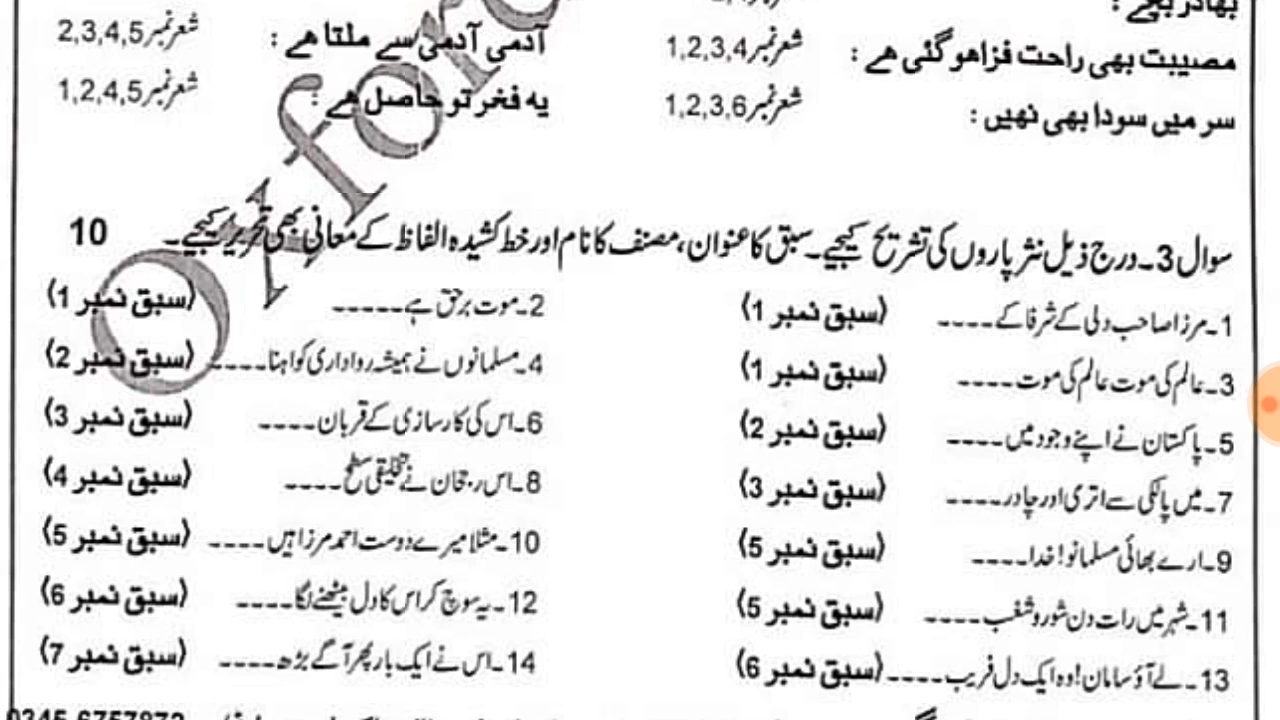 بهادر بچے :
مصیبت بھی راحت فزا ہو گئی ہے : شعر نمبر 1,2,3,4 آدمی آدمی سے ملتا ہے : شعر نمبر 2,3,4,5
سر میں سودا بھی نہیں : شعر نمبر 1,2,3,6 یہ فخر تو حاصل ہے : شعر نمبر 1,2,4,5
سوال 3۔ درج ذیل نثر پاروں کی تشریح کیجیے۔ سبق کا عنوان، مصنف کا نام اور خط کشیدہ الفاظ کے معانی بھی تحریر کیجیے۔ 10
1۔ مرزا صاحب دلی کے شرفا کے ---- (سبق نمبر 1) 2۔ موت برحق ہے ----- (سبق نمبر 1)
3۔ عالم کی موت عالم کی موت ---- (سبق نمبر 1) 4۔ مسلمانوں نے ہمیشہ رواداری کو اپنا ---- (سبق نمبر 2)
5۔ پاکستان نے اپنے وجود میں ---- (سبق نمبر 2) 6۔ اس کی کارسازی کے قربان ---- (سبق نمبر 3)
7۔ میں پالکی سے اتری اور چادر ---- (سبق نمبر 3) 8۔ اس رجحان نے تخلیقی سطح ---- (سبق نمبر 4)
9۔ ارے بھائی مسلمانو! خدا ---- (سبق نمبر 5) 10۔ مثلا میرے دوست احمد مرزا ہیں ---- (سبق نمبر 5)
11۔ شہر میں رات دن شور و شغب ---- (سبق نمبر 5) 12۔ یہ سوچ کر اس کا دل بیٹھنے لگا ---- (سبق نمبر 6)
13۔ لے آؤ سامان! وہ ایک دل فریب ---- (سبق نمبر 6) 14۔ اس نے ایک بار پھر آگے بڑھ ---- (سبق نمبر 7)
0345-6757872